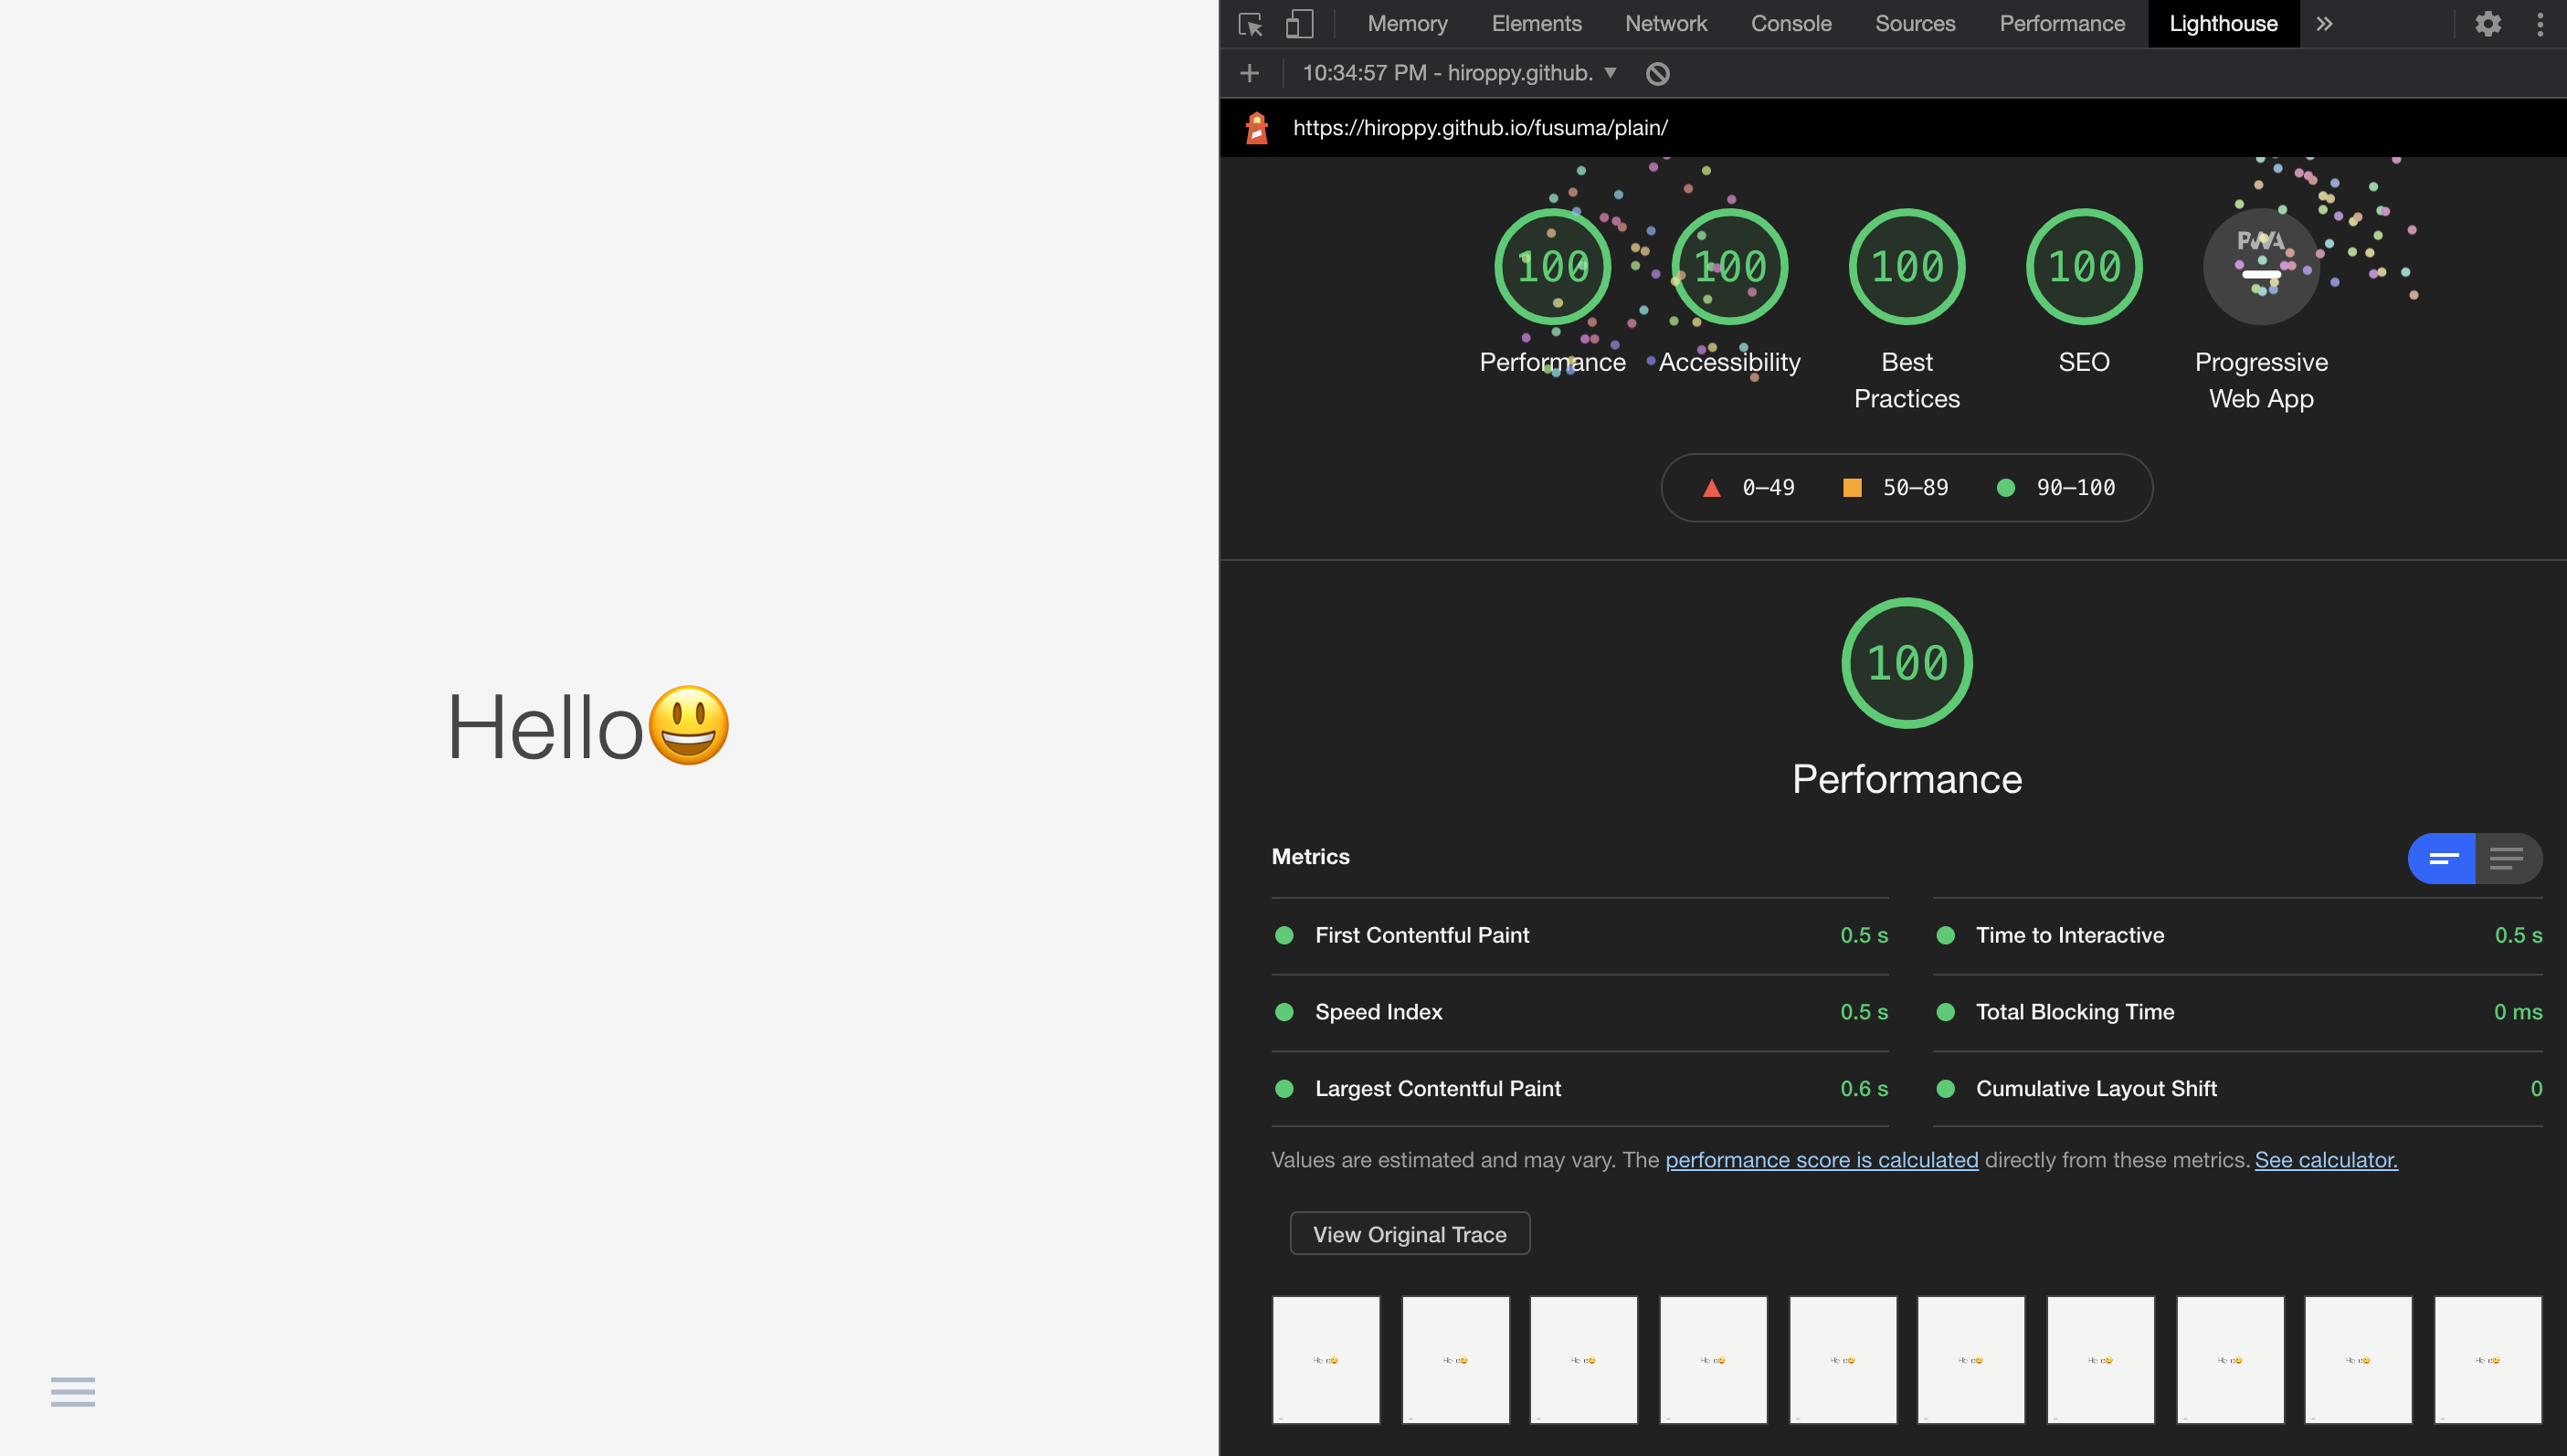 Hello😃
Memory Elements Network Console Sources Performance Lighthouse »
10:34:57 PM - hiroppy.github. ▼
https://hiroppy.github.io/fusuma/plain/
100 100 100 100 PWA
Performance Accessibility Best Practices SEO Progressive Web App
0–49 50–89 90–100
100
Performance
Metrics
First Contentful Paint 0.5 s
Time to Interactive 0.5 s
Speed Index 0.5 s
Total Blocking Time 0 ms
Largest Contentful Paint 0.6 s
Cumulative Layout Shift 0
Values are estimated and may vary. The performance score is calculated directly from these metrics. See calculator.
View Original Trace